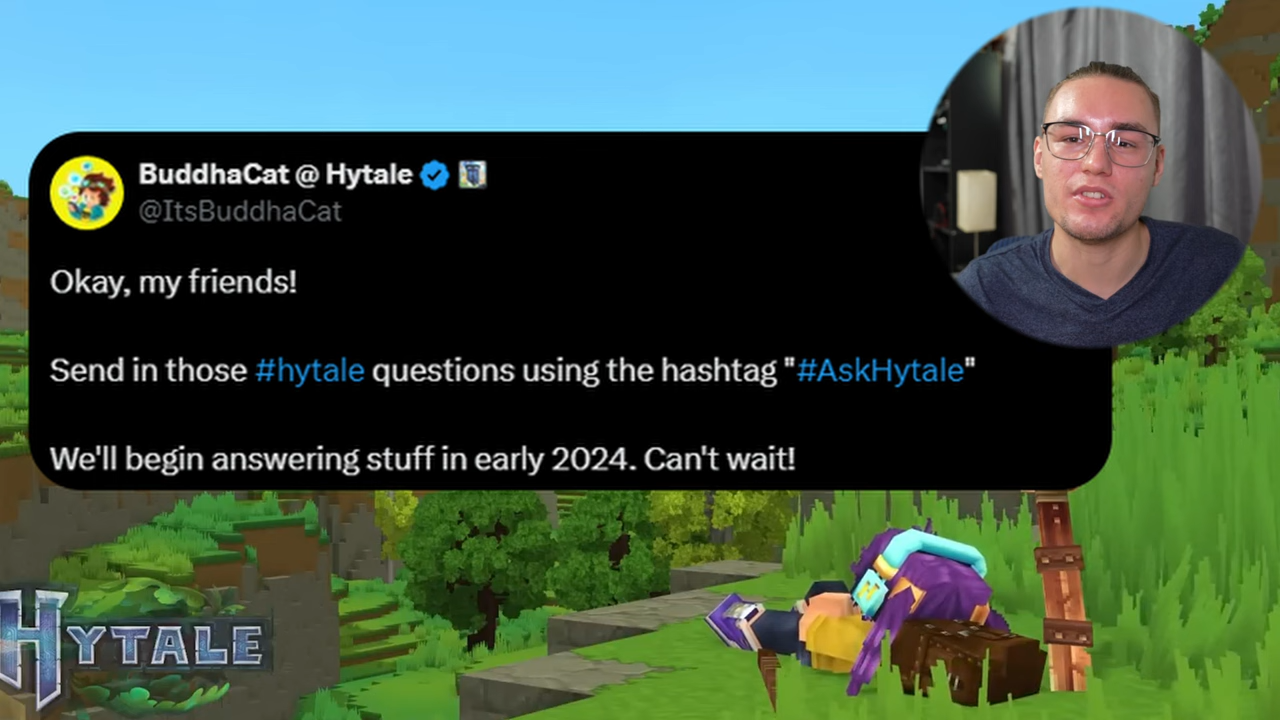 BuddhaCat @ Hytale
@ItsBuddhaCat
Okay, my friends!
Send in those #hytale questions using the hashtag "#AskHytale"
We'll begin answering stuff in early 2024. Can't wait!
HYTALE